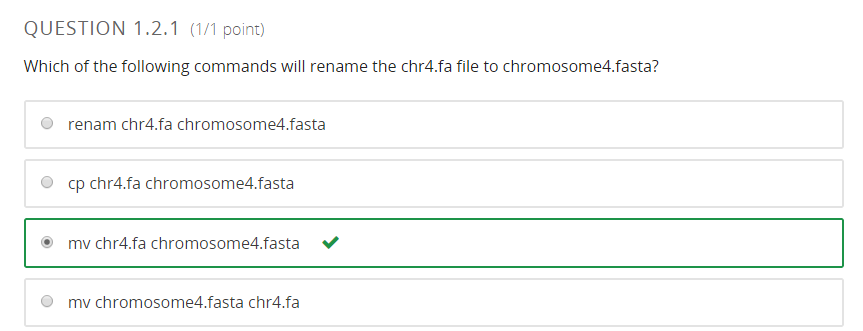 QUESTION 1.2.1 (1/1 point)
Which of the following commands will rename the chr4.fa file to chromosome4.fasta?
renam chr4.fa chromosome4.fasta
cp chr4.fa chromosome4.fasta
mv chr4.fa chromosome4.fasta
mv chromosome4.fasta chr4.fa